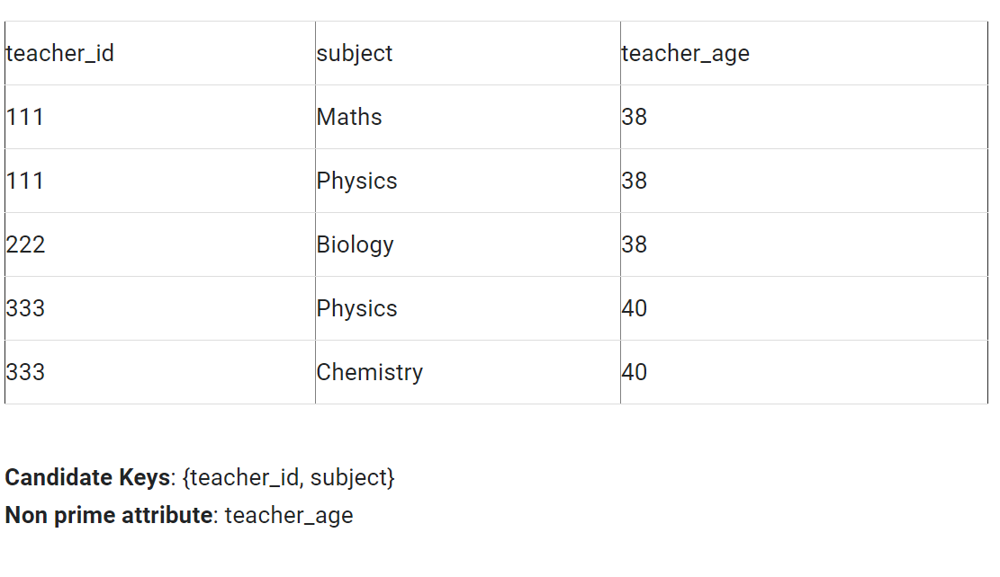 teacher_id subject teacher_age
111 Maths 38
111 Physics 38
222 Biology 38
333 Physics 40
333 Chemistry 40
Candidate Keys: {teacher_id, subject}
Non prime attribute: teacher_age